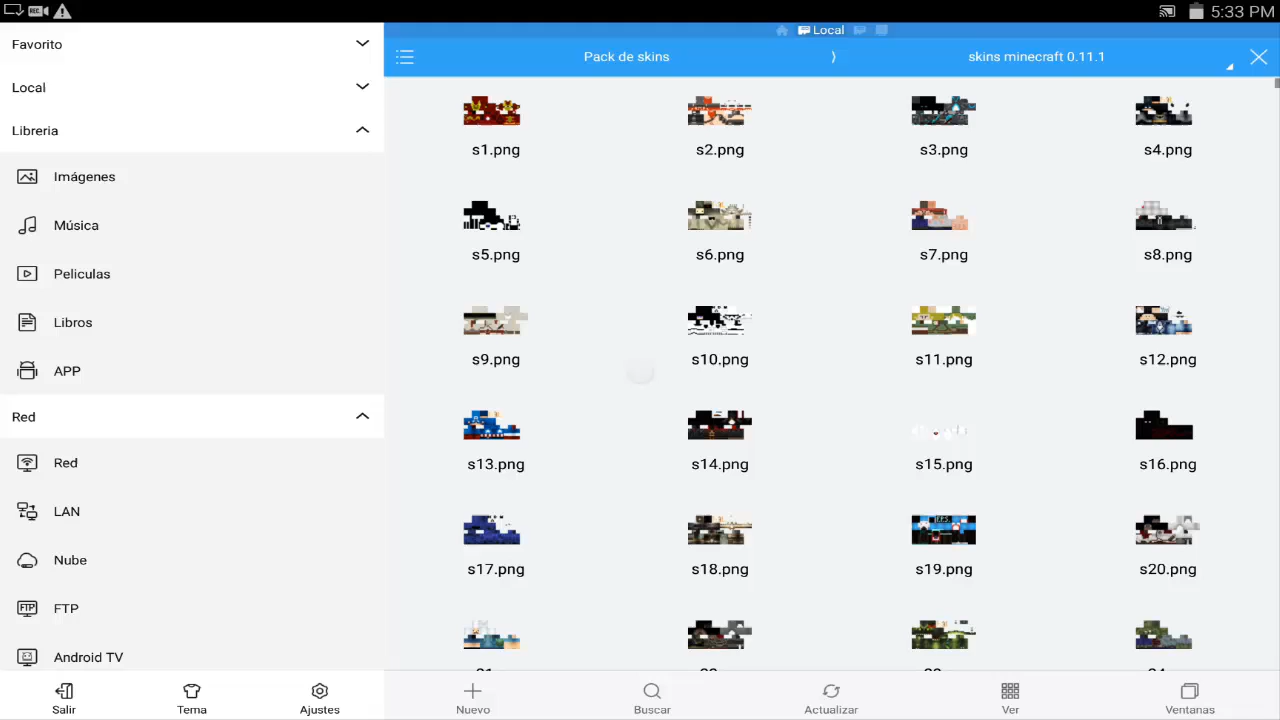 REC
5:33 PM
Favorito
Local
Libreria
Imágenes
Música
Peliculas
Libros
APP
Red
Red
LAN
Nube
FTP
FTP
Android TV
Salir
Tema
Ajustes
Local
Pack de skins
skins minecraft 0.11.1
s1.png
s2.png
s3.png
s4.png
s5.png
s6.png
s7.png
s8.png
s9.png
s10.png
s11.png
s12.png
s13.png
s14.png
s15.png
s16.png
s17.png
s18.png
s19.png
s20.png
Nuevo
Buscar
Actualizar
Ver
Ventanas